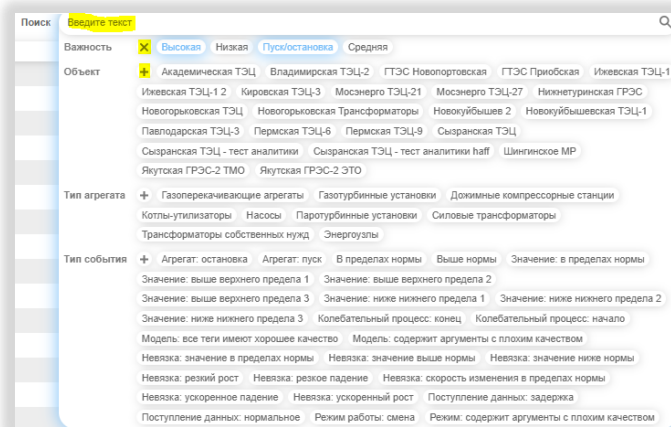 Поиск Введите текст
Важность × Высокая Низкая Пуск/остановка Средняя
Объект + Академическая ТЭЦ Владимирская ТЭЦ-2 ГТЭС Новопортовская ГТЭС Приобская Ижевская ТЭЦ-1
Ижевская ТЭЦ-1 2 Кировская ТЭЦ-3 Мосэнерго ТЭЦ-21 Мосэнерго ТЭЦ-27 Нижнетуринская ГРЭС
Новогорьковская ТЭЦ Новогорьковская Трансформаторы Новокуйбышев 2 Новокуйбышевская ТЭЦ-1
Павлодарская ТЭЦ-3 Пермская ТЭЦ-6 Пермская ТЭЦ-9 Сызранская ТЭЦ
Сызранская ТЭЦ - тест аналитики Сызранская ТЭЦ - тест аналитики haff Шингинское МР
Якутская ГРЭС-2 ТМО Якутская ГРЭС-2 ЭТО
Тип агрегата + Газоперекачивающие агрегаты Газотурбинные установки Дожимные компрессорные станции
Котлы-утилизаторы Насосы Паротурбинные установки Силовые трансформаторы
Трансформаторы собственных нужд Энергоузлы
Тип события + Агрегат: остановка Агрегат: пуск В пределах нормы Выше нормы Значение: в пределах нормы
Значение: выше верхнего предела 1 Значение: выше верхнего предела 2
Значение: выше верхнего предела 3 Значение: ниже нижнего предела 1 Значение: ниже нижнего предела 2
Значение: ниже нижнего предела 3 Колебательный процесс: конец Колебательный процесс: начало
Модель: все теги имеют хорошее качество Модель: содержит аргументы с плохим качеством
Невязка: значение в пределах нормы Невязка: значение выше нормы Невязка: значение ниже нормы
Невязка: резкий рост Невязка: резкое падение Невязка: скорость изменения в пределах нормы
Невязка: ускоренное падение Невязка: ускоренный рост Поступление данных: задержка
Поступление данных: нормальное Режим работы: смена Режим: содержит аргументы с плохим качеством